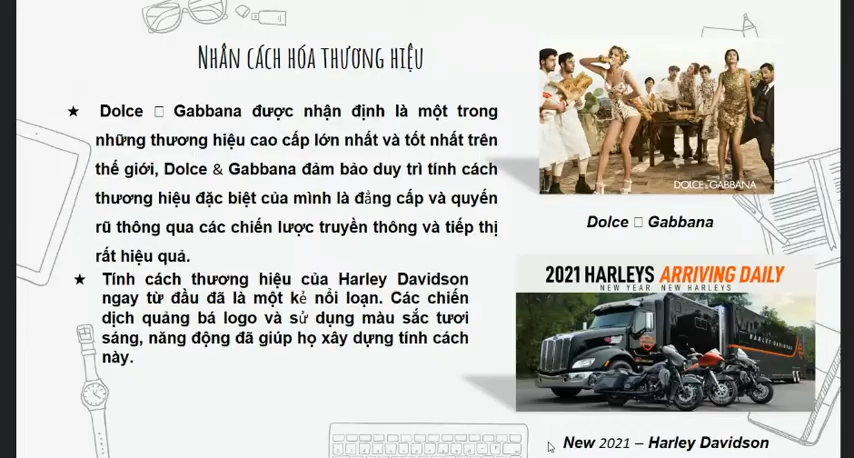 NHÂN CÁCH HÓA THƯƠNG HIỆU
★ Dolce □ Gabbana được nhận định là một trong
những thương hiệu cao cấp lớn nhất và tốt nhất trên
thế giới, Dolce & Gabbana đảm bảo duy trì tính cách
thương hiệu đặc biệt của mình là đẳng cấp và quyến
rũ thông qua các chiến lược truyền thông và tiếp thị
rất hiệu quả.
★ Tính cách thương hiệu của Harley Davidson
ngay từ đầu đã là một kẻ nổi loạn. Các chiến
dịch quảng bá logo và sử dụng màu sắc tươi
sáng, năng động đã giúp họ xây dựng tính cách
này.
DOLCE & GABBANA
Dolce □ Gabbana
2021 HARLEYS ARRIVING DAILY
NEW YEAR NEW HARLEYS
HARLEY-DAVIDSON
New 2021 – Harley Davidson